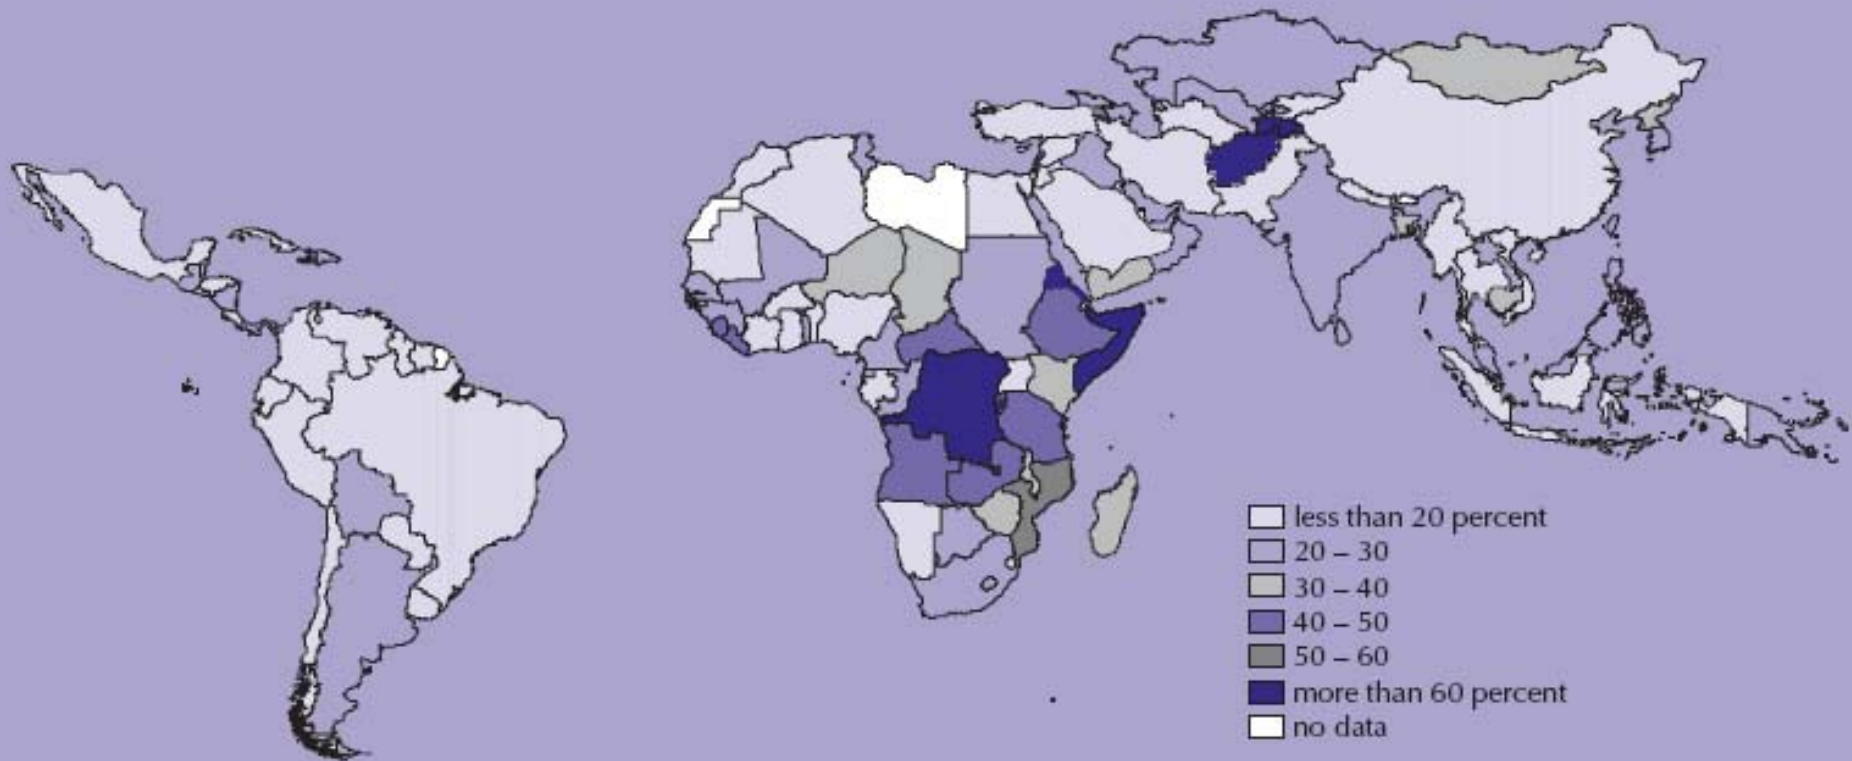 less than 20 percent
20 – 30
30 – 40
40 – 50
50 – 60
more than 60 percent
no data